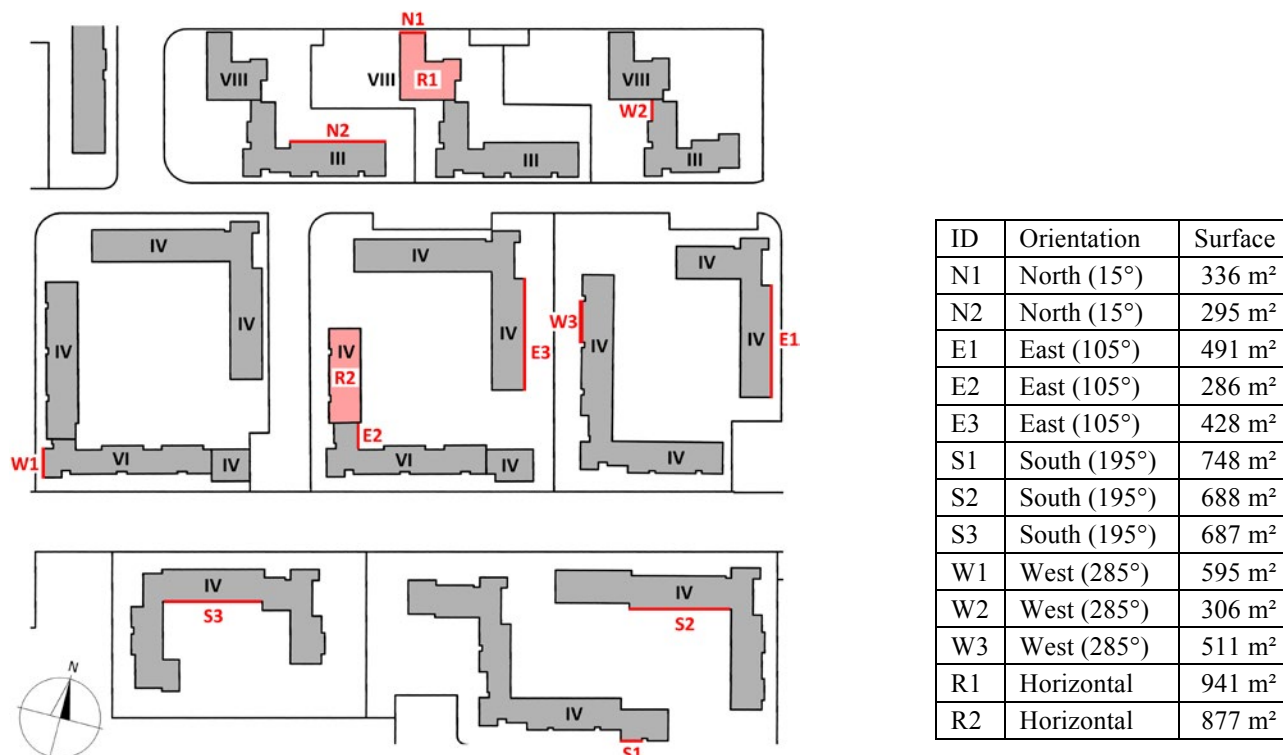 N1
VIII
VIII
R1
VIII
W2
N2
III
III
III
IV
IV
IV
IV
IV
IV
W3
IV
E3
IV
E1
IV
R2
E2
W1
VI
IV
VI
IV
IV
IV
IV
S3
S2
IV
S1
N
ID Orientation Surface
N1 North (15°) 336 m²
N2 North (15°) 295 m²
E1 East (105°) 491 m²
E2 East (105°) 286 m²
E3 East (105°) 428 m²
S1 South (195°) 748 m²
S2 South (195°) 688 m²
S3 South (195°) 687 m²
W1 West (285°) 595 m²
W2 West (285°) 306 m²
W3 West (285°) 511 m²
R1 Horizontal 941 m²
R2 Horizontal 877 m²